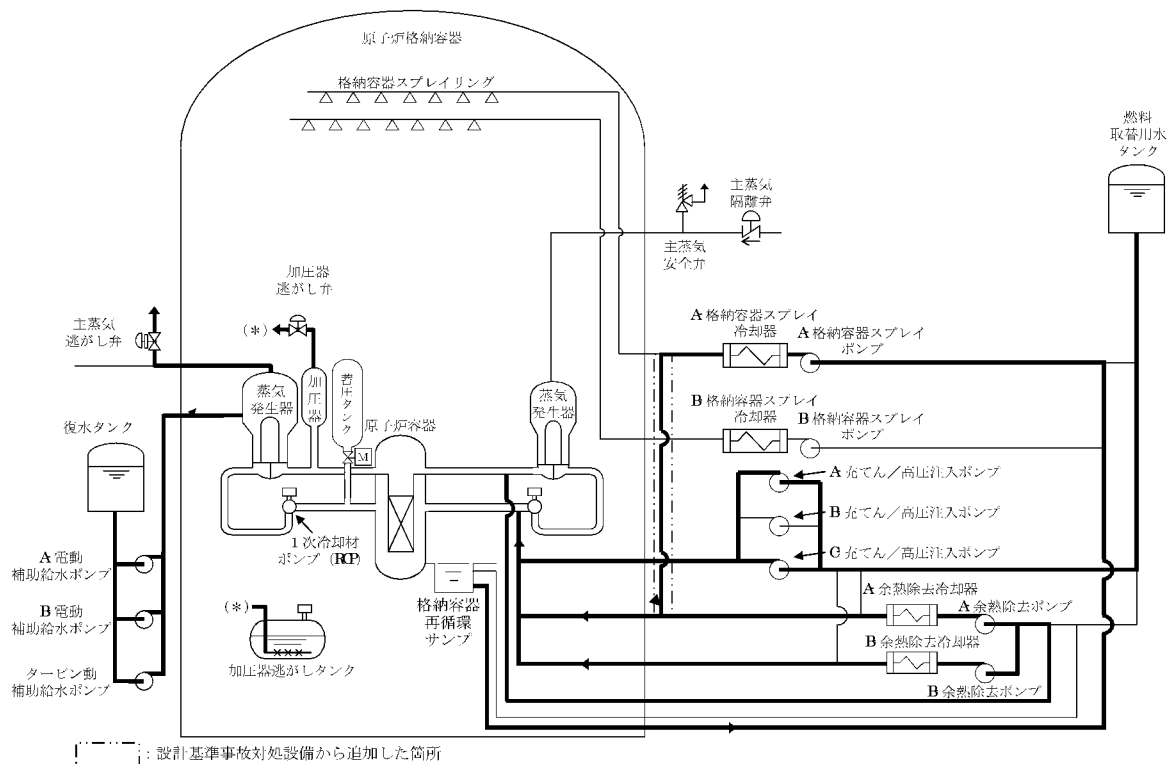 原子炉格納容器
格納容器スプレイリング
燃料
取替用水
タンク
主蒸気
隔離弁
主蒸気
安全弁
加圧器
逃がし弁
(*)
主蒸気
逃がし弁
A格納容器スプレイ
冷却器
A格納容器スプレイ
ポンプ
蒸気
発生器
加圧器
蓄圧タンク
M
原子炉容器
蒸気
発生器
B格納容器スプレイ
冷却器
B格納容器スプレイ
ポンプ
復水タンク
A充てん/高圧注入ポンプ
B充てん/高圧注入ポンプ
C充てん/高圧注入ポンプ
1次冷却材
ポンプ (RCP)
A電動
補助給水ポンプ
B電動
補助給水ポンプ
タービン動
補助給水ポンプ
(*)
加圧器逃がしタンク
格納容器
再循環
サンプ
A余熱除去冷却器
A余熱除去ポンプ
B余熱除去冷却器
B余熱除去ポンプ
:設計基準事故対処設備から追加した箇所